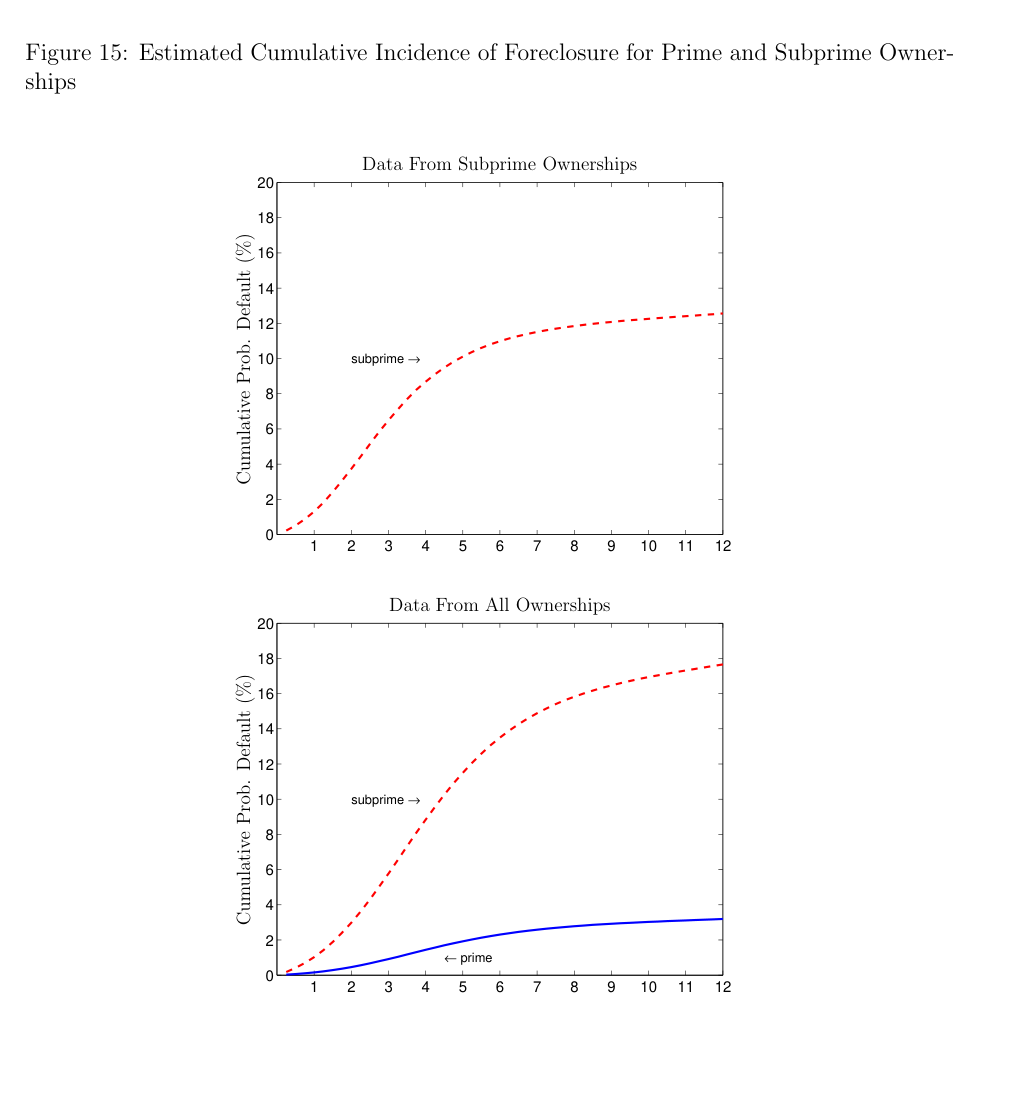 Figure 15: Estimated Cumulative Incidence of Foreclosure for Prime and Subprime Owner-
ships
Data From Subprime Ownerships
Cumulative Prob. Default (%)
20
18
16
14
12
10
8
6
4
2
0
subprime →
1 2 3 4 5 6 7 8 9 10 11 12
Data From All Ownerships
Cumulative Prob. Default (%)
20
18
16
14
12
10
8
6
4
2
0
subprime →
← prime
1 2 3 4 5 6 7 8 9 10 11 12